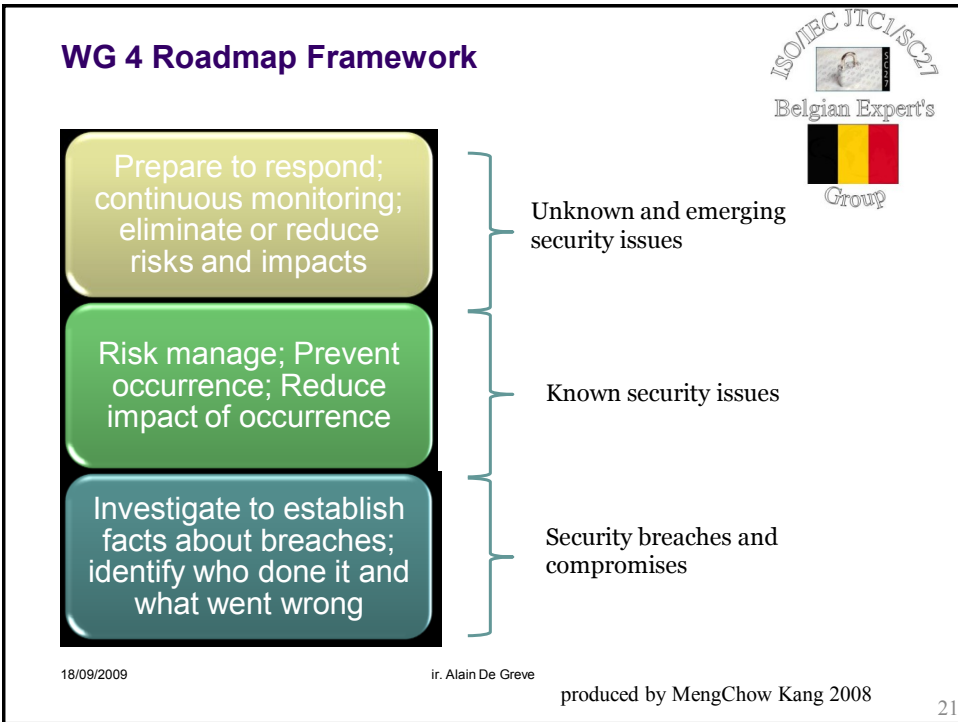 WG 4 Roadmap Framework
ISO/IEC JTC1/SC27
SC27
Belgian Expert's
Group
Prepare to respond;
continuous monitoring;
eliminate or reduce
risks and impacts
Unknown and emerging
security issues
Risk manage; Prevent
occurrence; Reduce
impact of occurrence
Known security issues
Investigate to establish
facts about breaches;
identify who done it and
what went wrong
Security breaches and
compromises
18/09/2009
ir. Alain De Greve
produced by MengChow Kang 2008
21